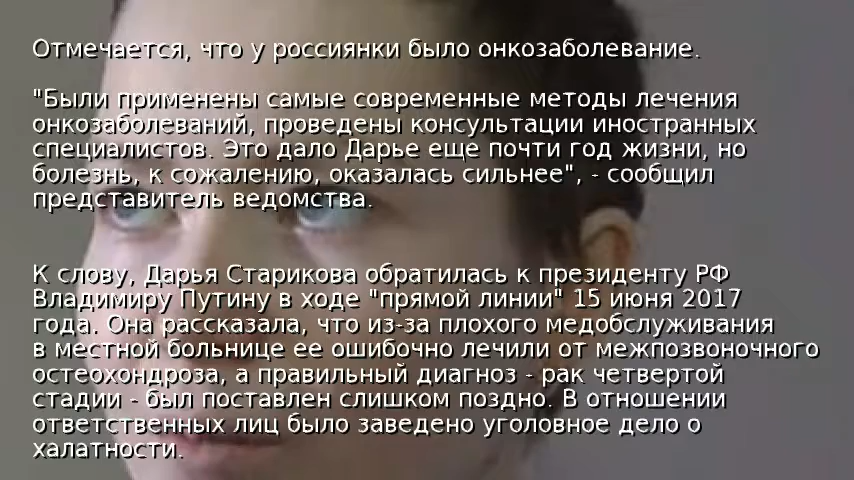 Отмечается, что у россиянки было онкозаболевание.
"Были применены самые современные методы лечения
онкозаболеваний, проведены консультации иностранных
специалистов. Это дало Дарье еще почти год жизни, но
болезнь, к сожалению, оказалась сильнее", - сообщил
представитель ведомства.
К слову, Дарья Старикова обратилась к президенту РФ
Владимиру Путину в ходе "прямой линии" 15 июня 2017
года. Она рассказала, что из-за плохого медобслуживания
в местной больнице ее ошибочно лечили от межпозвоночного
остеохондроза, а правильный диагноз - рак четвертой
стадии - был поставлен слишком поздно. В отношении
ответственных лиц было заведено уголовное дело о
халатности.